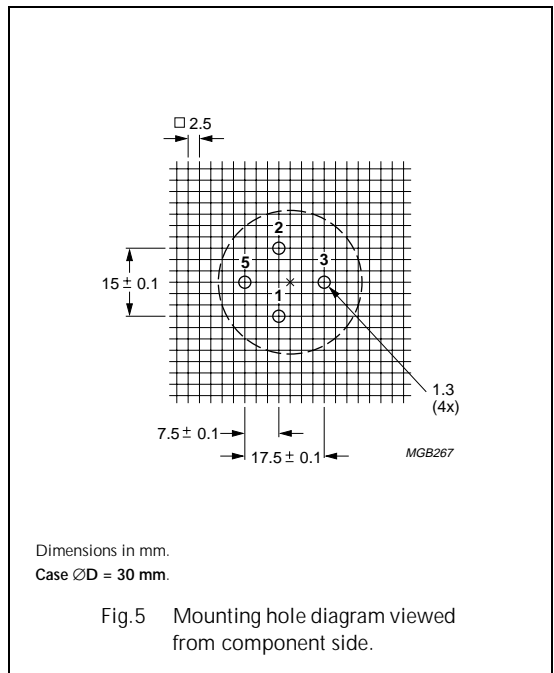 □ 2.5
2
5
3
15 ± 0.1
1
1.3
(4x)
7.5 ± 0.1
17.5 ± 0.1
MGB267
Dimensions in mm.
Case ∅D = 30 mm.
Fig.5 Mounting hole diagram viewed
from component side.